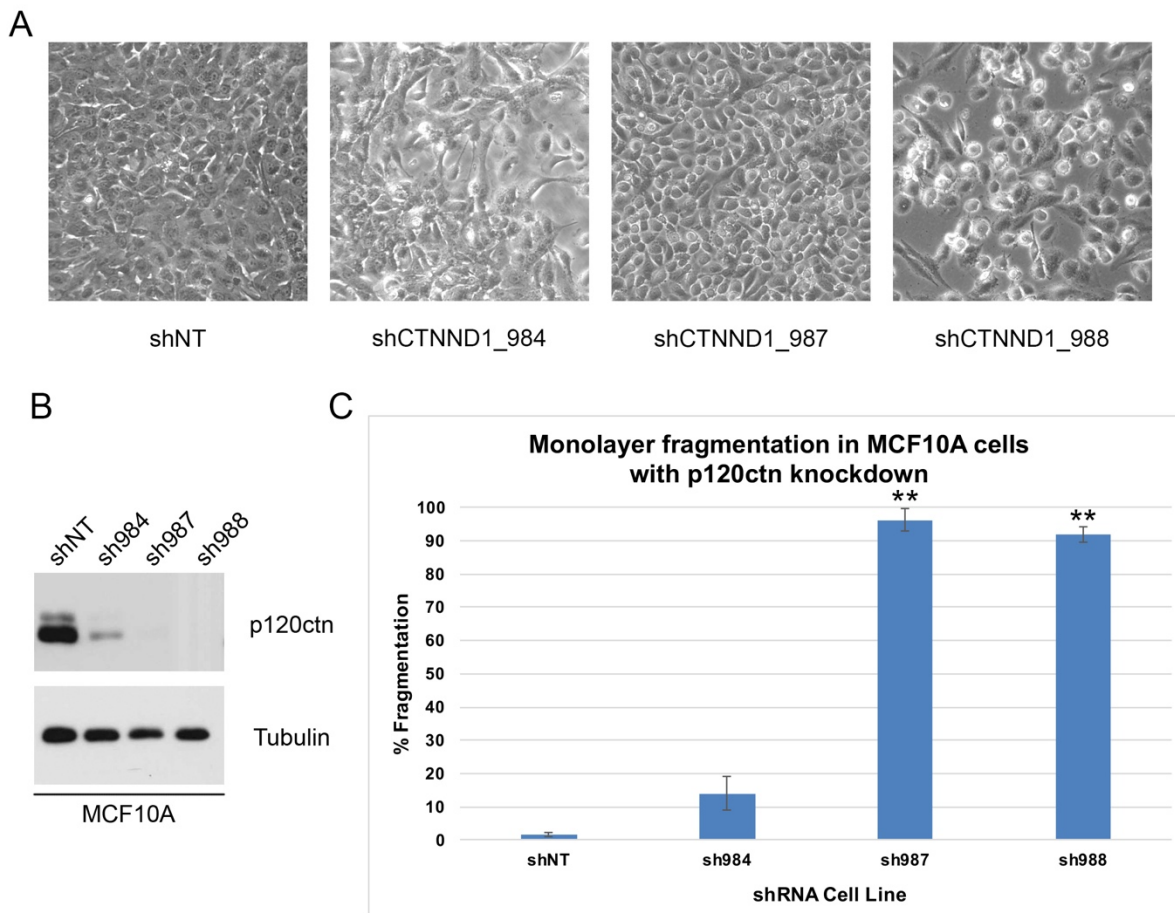 A
shNT
shCTNND1_984
shCTNND1_987
shCTNND1_988
B
shNT
sh984
sh987
sh988
p120ctn
Tubulin
MCF10A
C
Monolayer fragmentation in MCF10A cells
with p120ctn knockdown
% Fragmentation
100
90
80
70
60
50
40
30
20
10
0
**
**
shNT
sh984
sh987
sh988
shRNA Cell Line